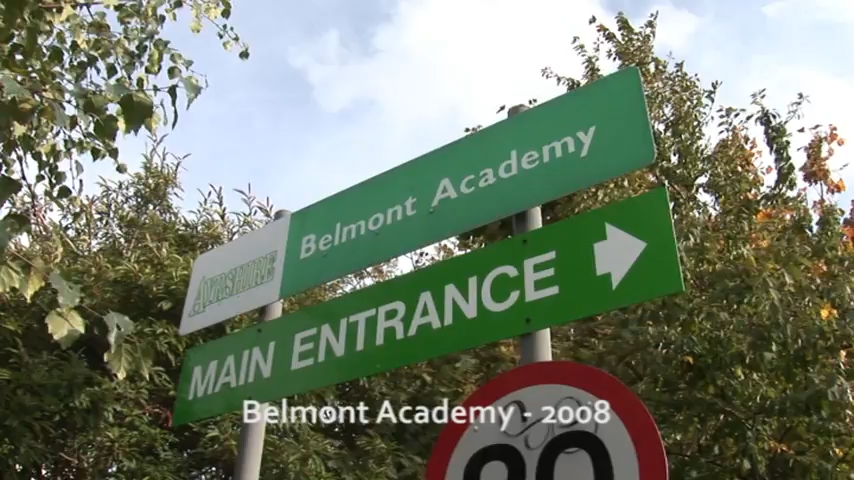 Belmont Academy
AYRSHIRE
MAIN ENTRANCE
Belmont Academy - 2008